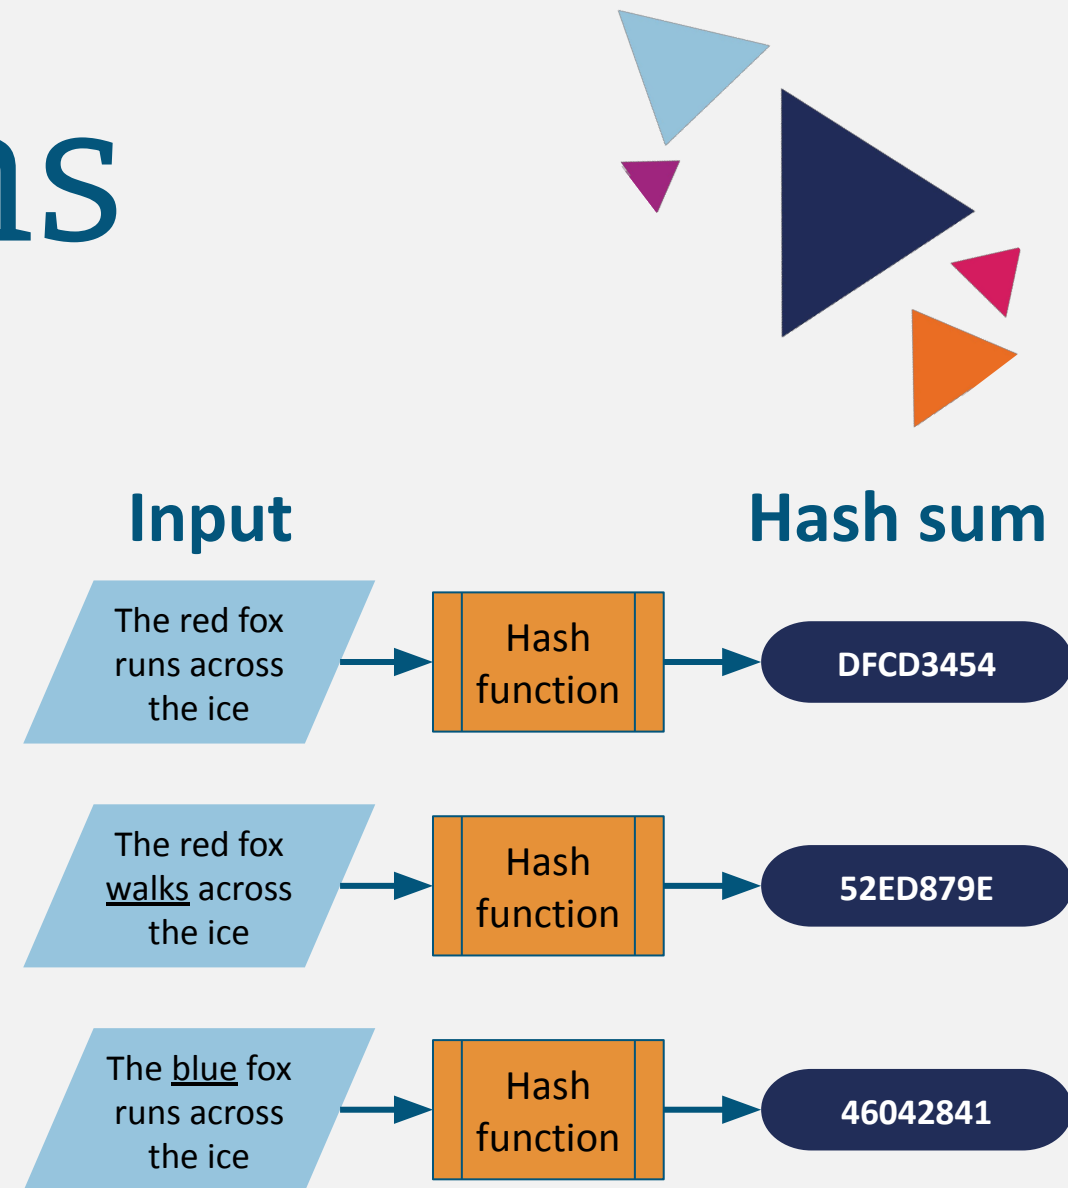 ns
Input
Hash sum
The red fox
runs across
the ice
Hash
function
DFCD3454
The red fox
walks across
the ice
Hash
function
52ED879E
The blue fox
runs across
the ice
Hash
function
46042841